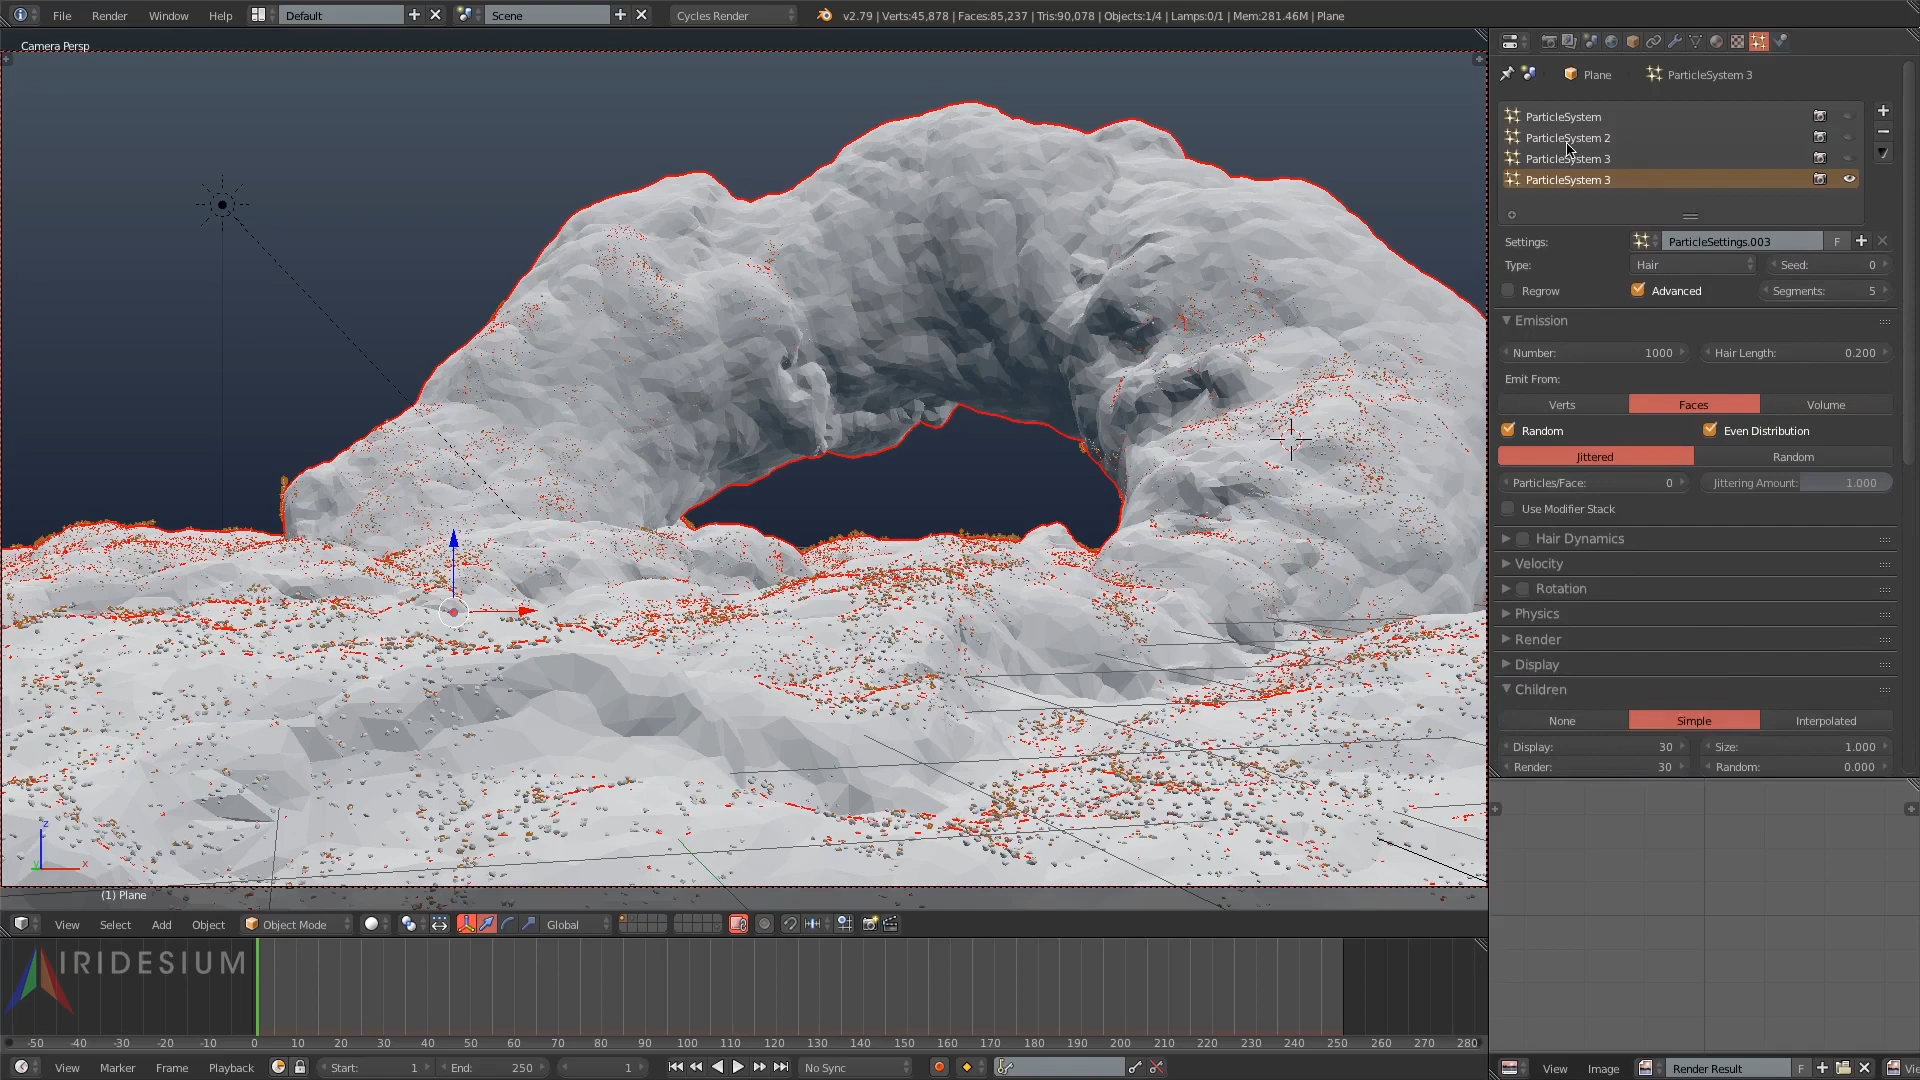 File Render Window Help Default Scene Cycles Render v2.79 | Verts:45,878 | Faces:85,237 | Tris:90,078 | Objects:1/4 | Lamps:0/1 | Mem:281.46M | Plane
Camera Persp
Plane ParticleSystem 3
ParticleSystem
ParticleSystem 2
ParticleSystem 3
ParticleSystem 3
Settings: ParticleSettings.003 F
Type: Hair Seed: 0
Regrow Advanced Segments: 5
Emission
Number: 1000 Hair Length: 0.200
Emit From:
Verts Faces Volume
Random Even Distribution
Jittered Random
Particles/Face: 0 Jittering Amount: 1.000
Use Modifier Stack
Hair Dynamics
Velocity
Rotation
Physics
Render
Display
Children
None Simple Interpolated
Display: 30 Size: 1.000
Render: 30 Random: 0.000
z
y x
(1) Plane
View Select Add Object Object Mode Global
IRIDESIUM
-50 -40 -30 -20 -10 0 10 20 30 40 50 60 70 80 90 100 110 120 130 140 150 160 170 180 190 200 210 220 230 240 250 260 270 280
View Marker Frame Playback Start: 1 End: 250 1 No Sync
View Image Render Result F